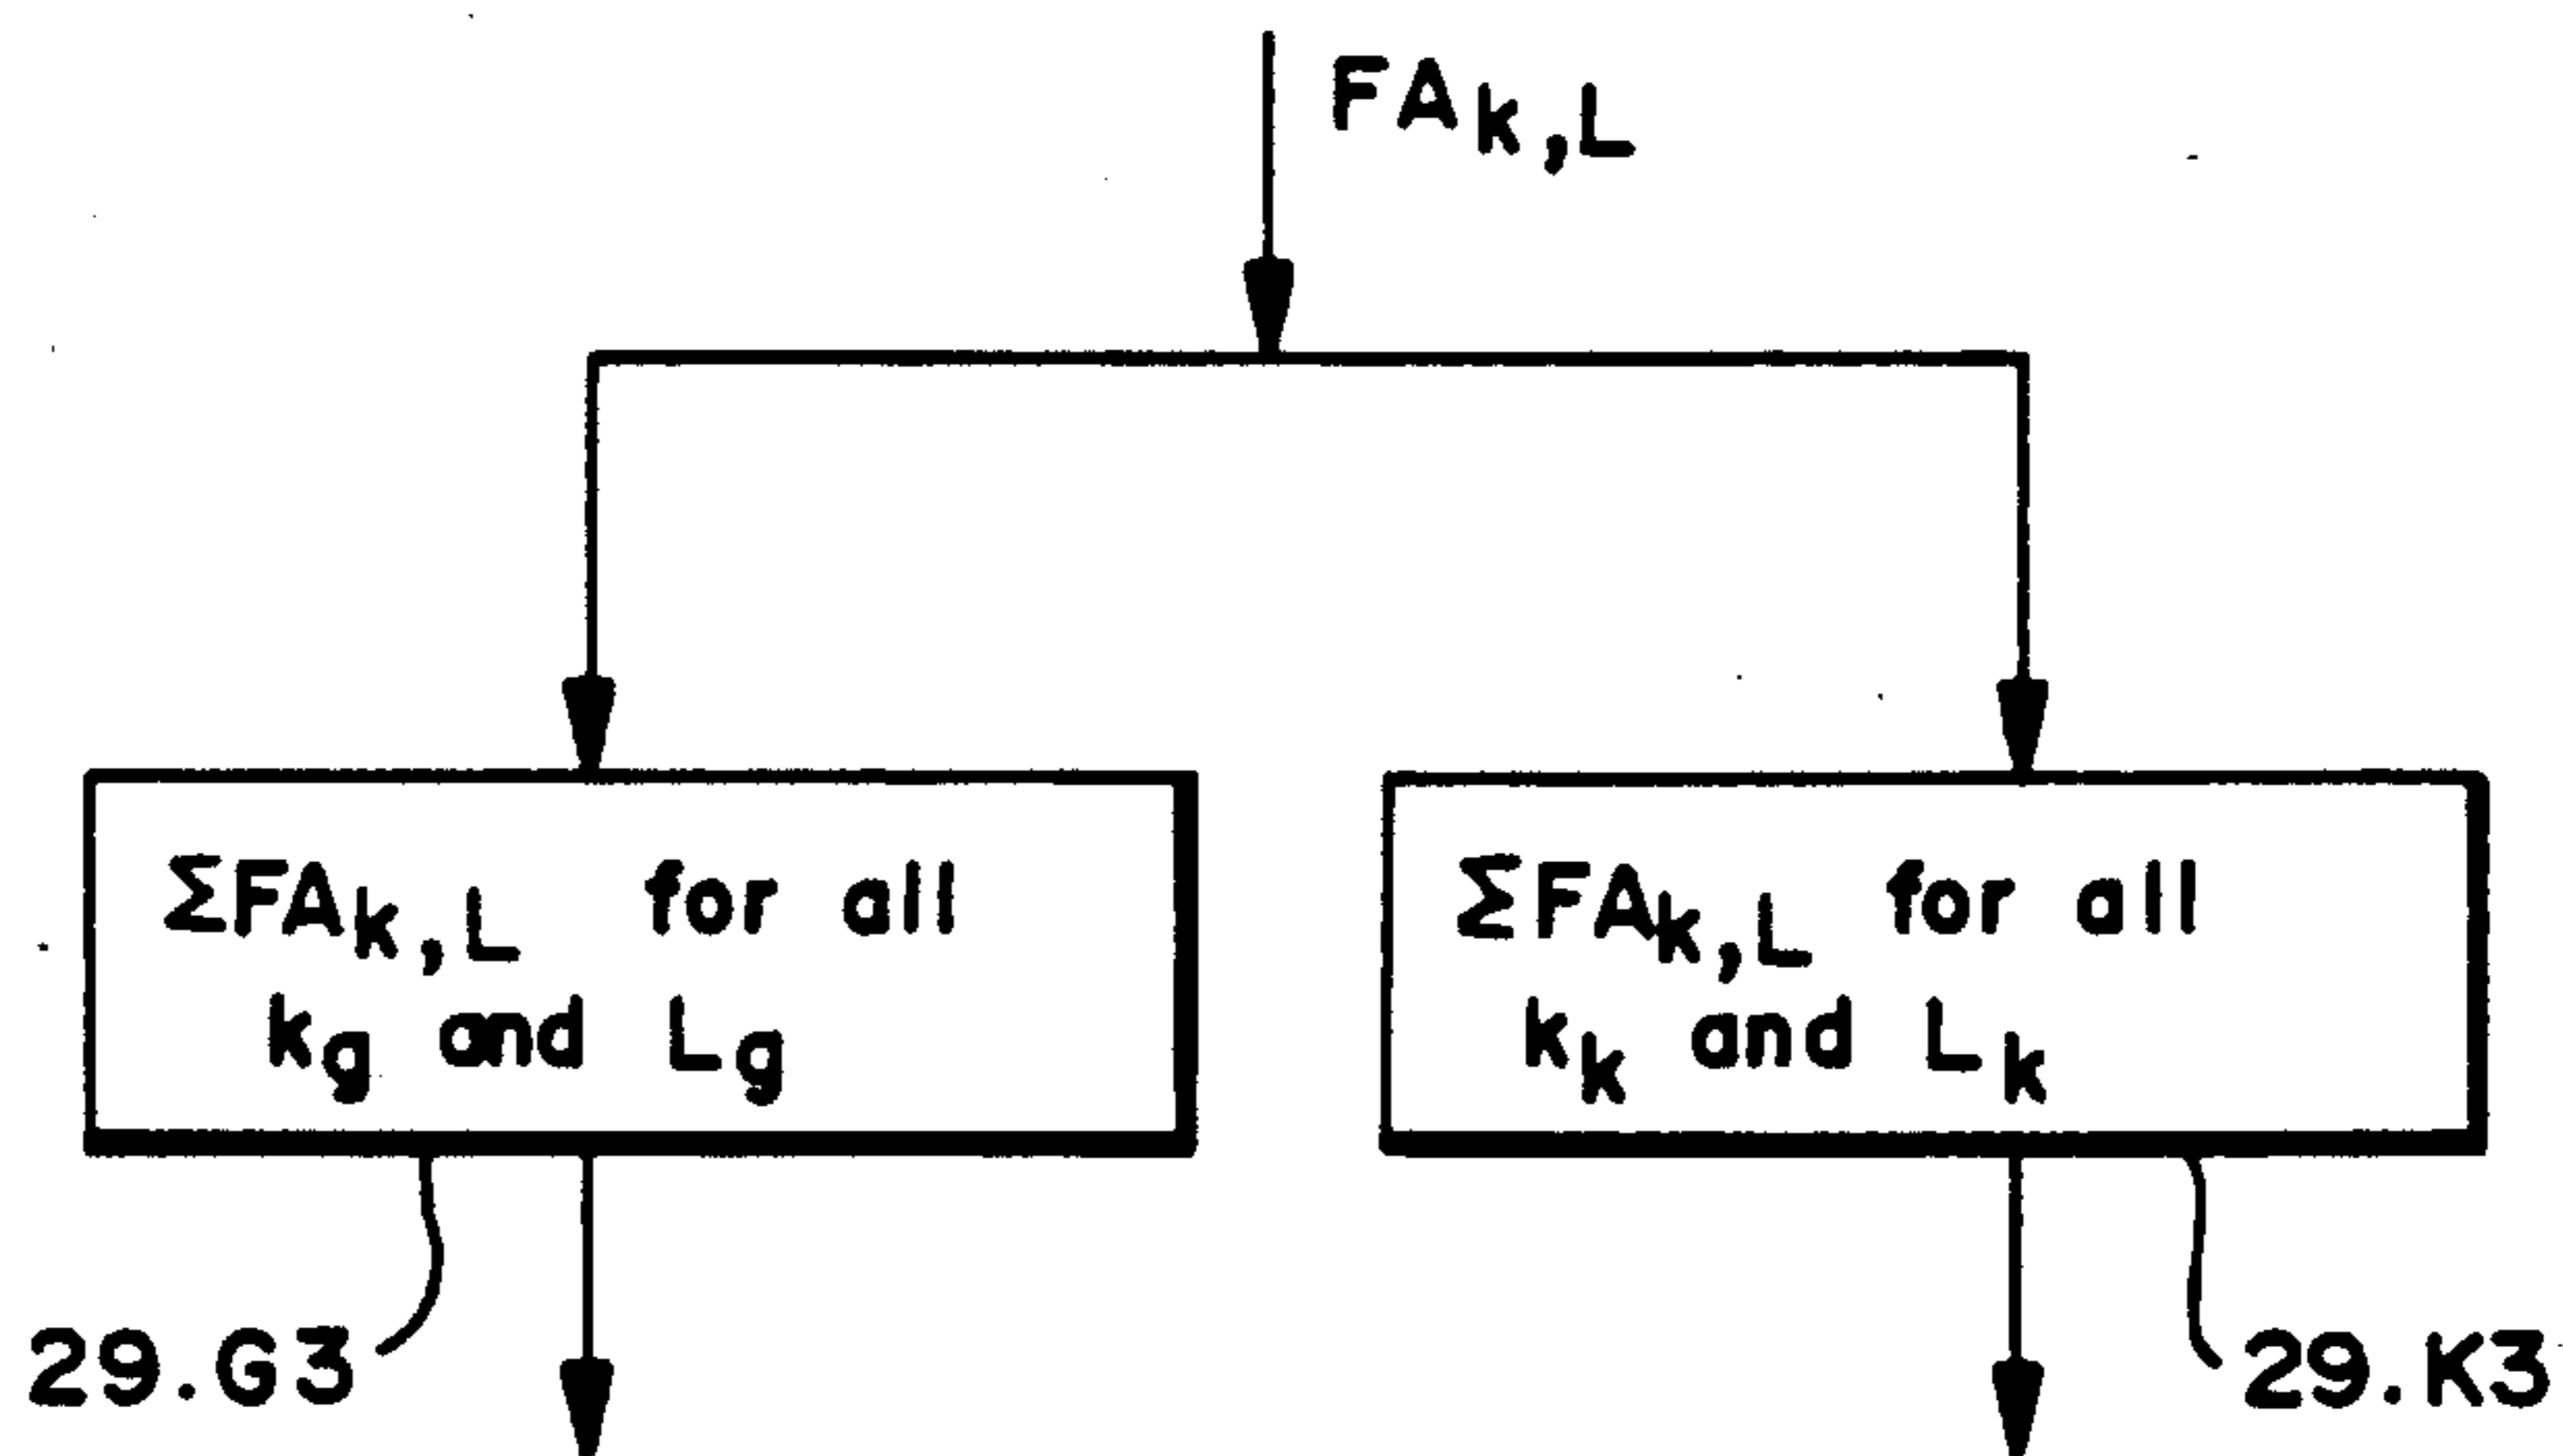 FAk,L
ΣFAk,L for all
kg and Lg
ΣFAk,L for all
kk and Lk
29.G3
29.K3